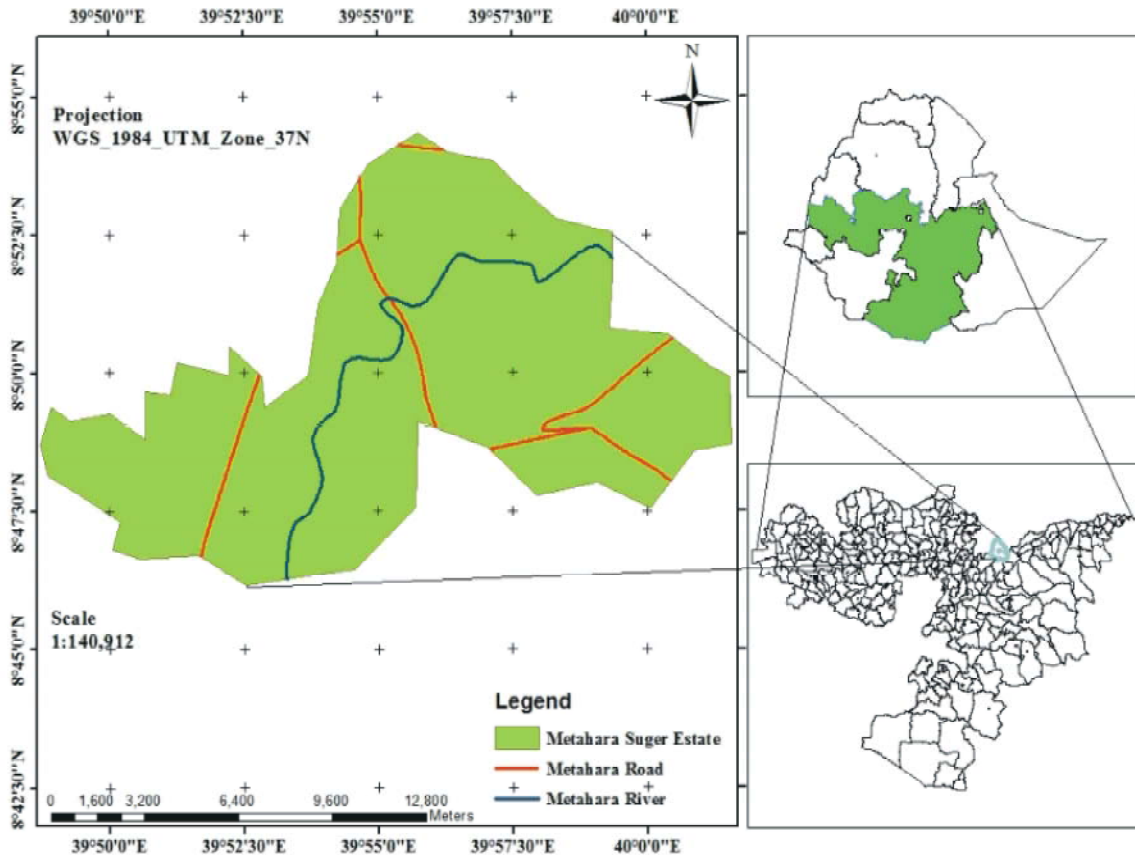 39°50'0"E 39°52'30"E 39°55'0"E 39°57'30"E 40°0'0"E
N
8°55'0"N
Projection
WGS_1984_UTM_Zone_37N
8°52'30"N
8°50'0"N
8°47'30"N
Scale
1:140,912
8°45'0"N
Legend
Metahara Suger Estate
Metahara Road
Metahara River
8°42'30"N
0 1,600 3,200 6,400 9,600 12,800
Meters
39°50'0"E 39°52'30"E 39°55'0"E 39°57'30"E 40°0'0"E